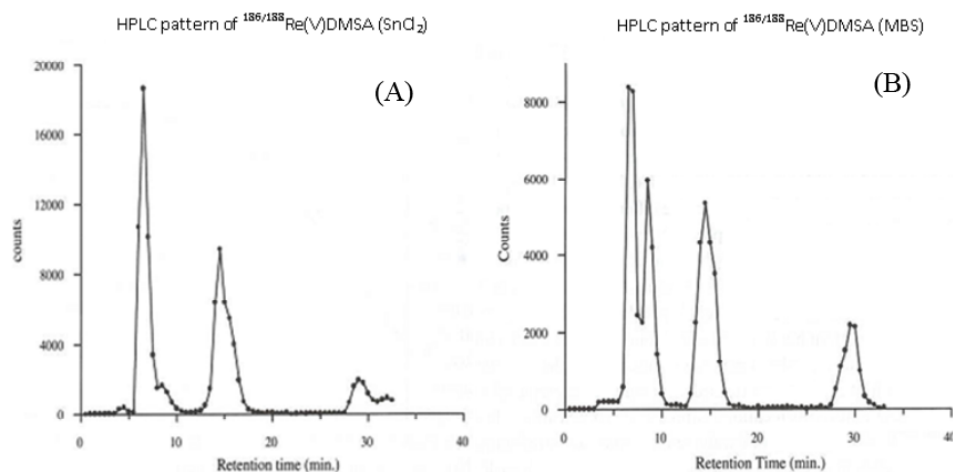 HPLC pattern of ¹⁸⁶/¹⁸⁸Re(V)DMSA (SnCl₂)
(A)
20000
16000
12000
8000
4000
0
counts
0
10
20
30
40
Retention time (min.)
HPLC pattern of ¹⁸⁶/¹⁸⁸Re(V)DMSA (MBS)
(B)
8000
6000
4000
2000
0
Counts
0
10
20
30
40
Retention Time (min.)